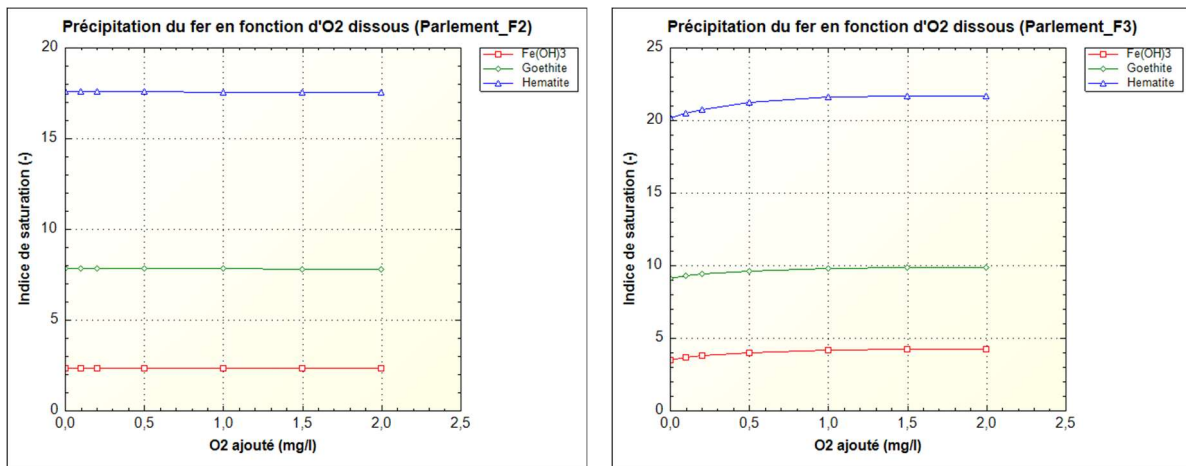 Précipitation du fer en fonction d'O2 dissous (Parlement_F2)
Fe(OH)3
Goethite
Hematite
Indice de saturation (-)
20
15
10
5
0
0,0 0,5 1,0 1,5 2,0 2,5
O2 ajouté (mg/l)
Précipitation du fer en fonction d'O2 dissous (Parlement_F3)
Fe(OH)3
Goethite
Hematite
Indice de saturation (-)
25
20
15
10
5
0
0,0 0,5 1,0 1,5 2,0 2,5
O2 ajouté (mg/l)